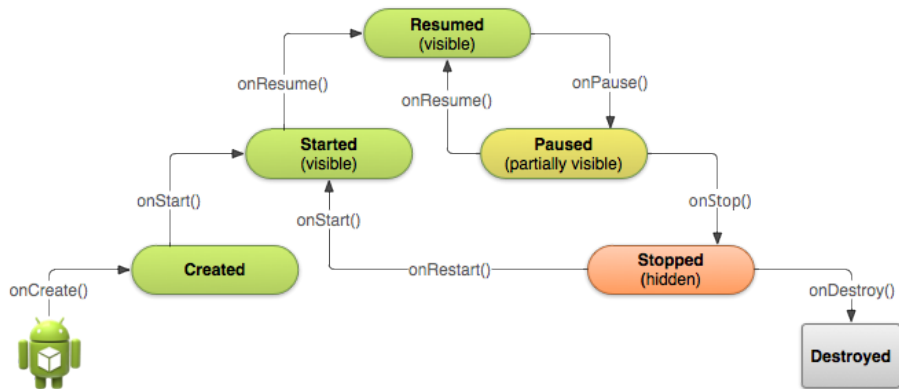 Resumed
(visible)
onResume()
onResume()
onPause()
Started
(visible)
Paused
(partially visible)
onStart()
onStart()
onStop()
Created
onRestart()
Stopped
(hidden)
onCreate()
onDestroy()
Destroyed